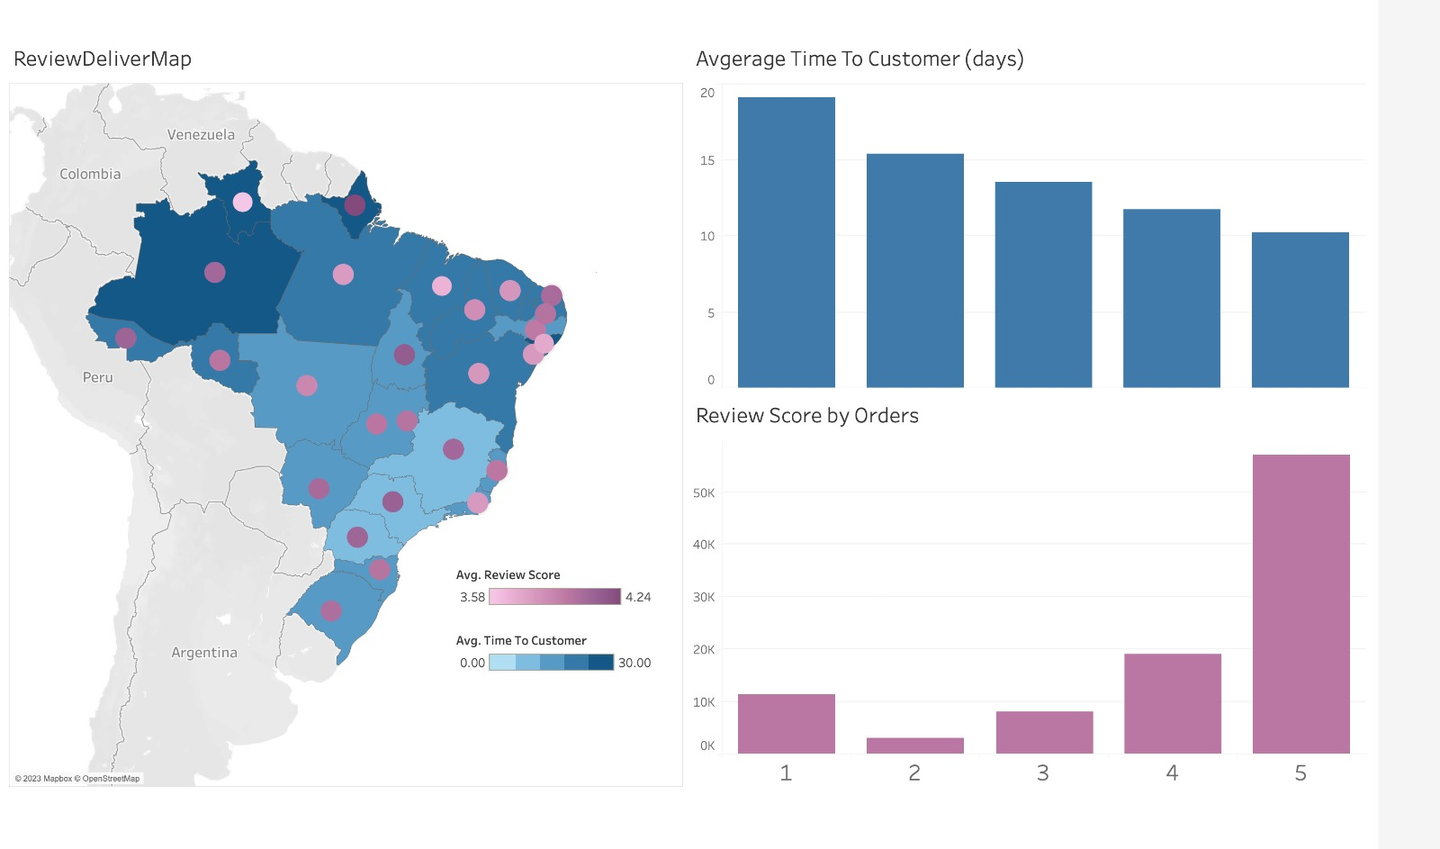 ReviewDeliverMap
Venezuela
Colombia
Peru
Argentina
Avg. Review Score
3.58 4.24
Avg. Time To Customer
0.00 30.00
© 2023 Mapbox © OpenStreetMap
Avgerage Time To Customer (days)
20
15
10
5
0
Review Score by Orders
50K
40K
30K
20K
10K
0K
1 2 3 4 5